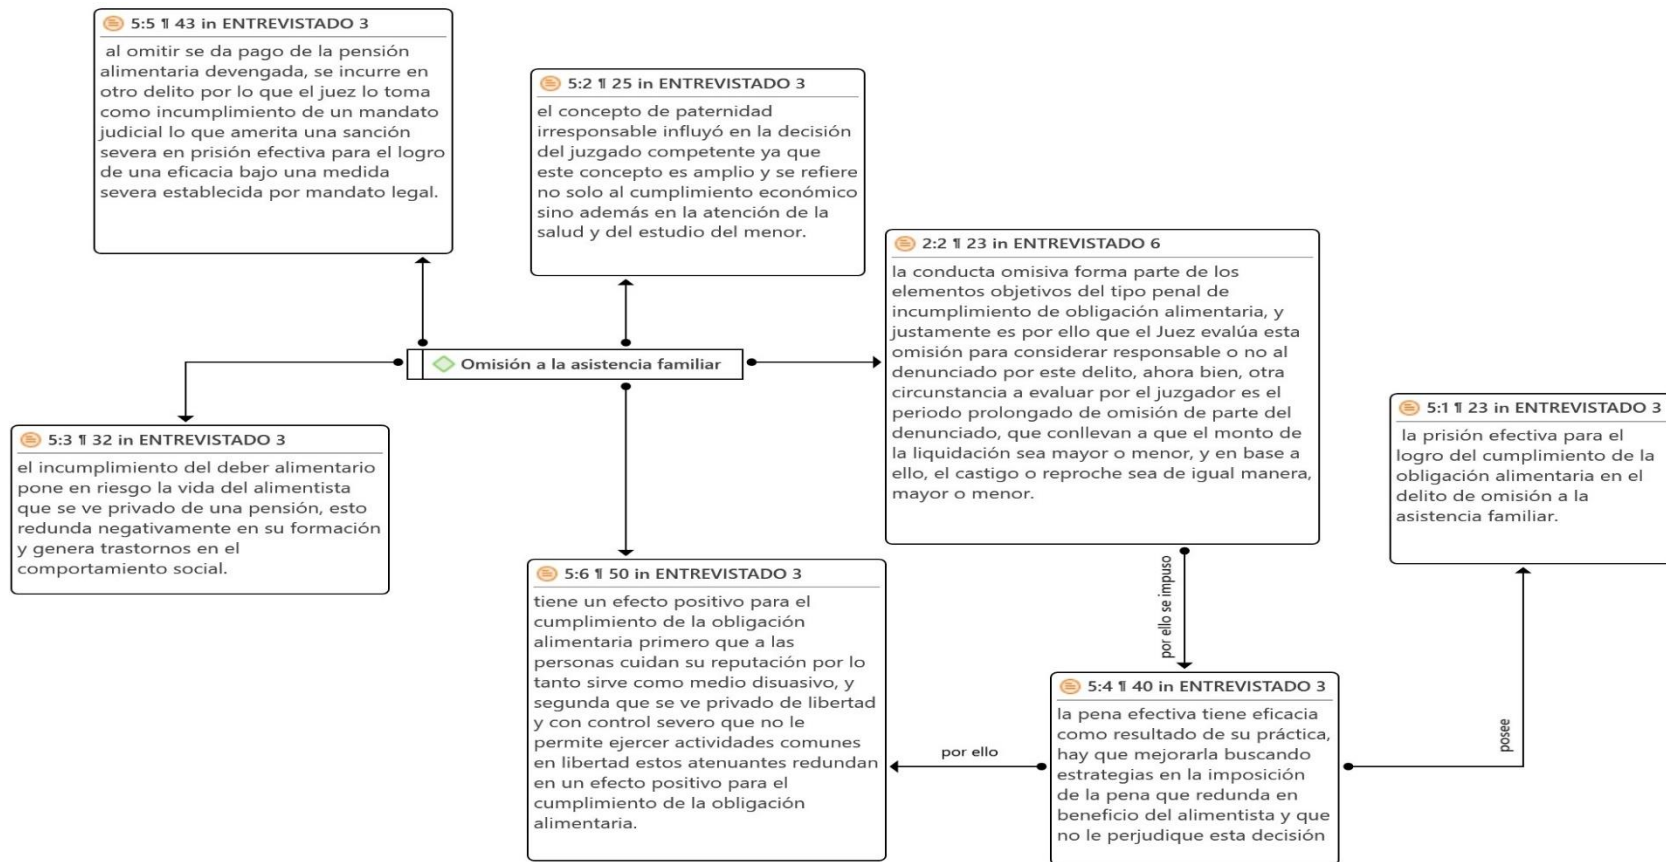 5:5 ¶ 43 in ENTREVISTADO 3
al omitir se da pago de la pensión
alimentaria devengada, se incurre en
otro delito por lo que el juez lo toma
como incumplimiento de un mandato
judicial lo que amerita una sanción
severa en prisión efectiva para el logro
de una eficacia bajo una medida
severa establecida por mandato legal.
5:2 ¶ 25 in ENTREVISTADO 3
el concepto de paternidad
irresponsable influyó en la decisión
del juzgado competente ya que
este concepto es amplio y se refiere
no solo al cumplimiento económico
sino además en la atención de la
salud y del estudio del menor.
2:2 ¶ 23 in ENTREVISTADO 6
la conducta omisiva forma parte de los
elementos objetivos del tipo penal de
incumplimiento de obligación alimentaria, y
justamente es por ello que el Juez evalúa esta
omisión para considerar responsable o no al
denunciado por este delito, ahora bien, otra
circunstancia a evaluar por el juzgador es el
periodo prolongado de omisión de parte del
denunciado, que conllevan a que el monto de
la liquidación sea mayor o menor, y en base a
ello, el castigo o reproche sea de igual manera,
mayor o menor.
Omisión a la asistencia familiar
5:1 ¶ 23 in ENTREVISTADO 3
la prisión efectiva para el
logro del cumplimiento de la
obligación alimentaria en el
delito de omisión a la
asistencia familiar.
5:3 ¶ 32 in ENTREVISTADO 3
el incumplimiento del deber alimentario
pone en riesgo la vida del alimentista
que se ve privado de una pensión, esto
redunda negativamente en su formación
y genera trastornos en el
comportamiento social.
5:6 ¶ 50 in ENTREVISTADO 3
tiene un efecto positivo para el
cumplimiento de la obligación
alimentaria primero que a las
personas cuidan su reputación por lo
tanto sirve como medio disuasivo, y
segunda que se ve privado de libertad
y con control severo que no le
permite ejercer actividades comunes
en libertad estos atenuantes redundan
en un efecto positivo para el
cumplimiento de la obligación
alimentaria.
por ello se impuso
5:4 ¶ 40 in ENTREVISTADO 3
la pena efectiva tiene eficacia
como resultado de su práctica,
hay que mejorarla buscando
estrategias en la imposición
de la pena que redunda en
beneficio del alimentista y que
no le perjudique esta decisión
por ello
posee